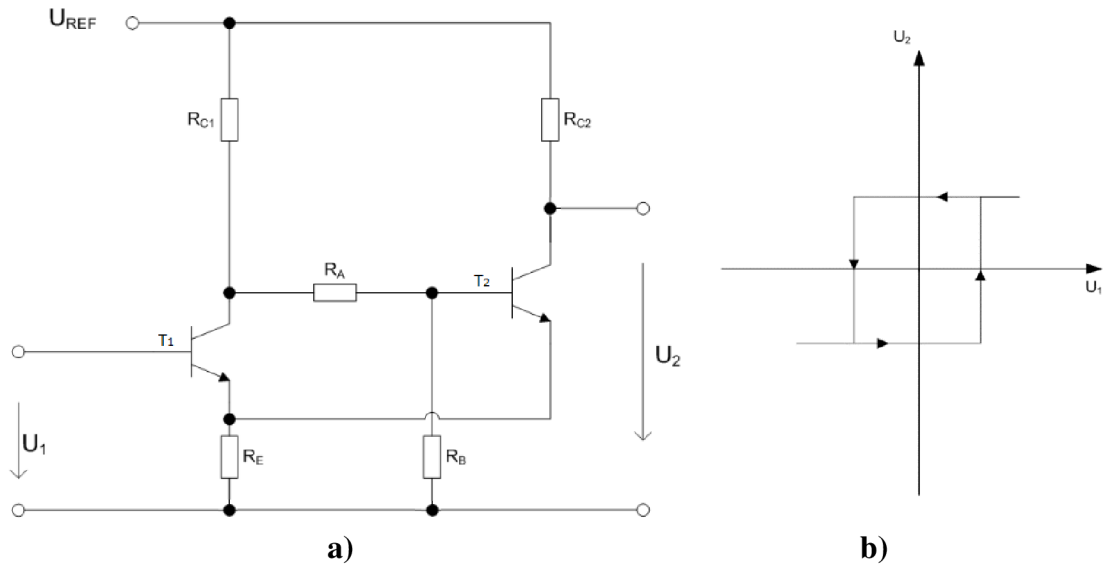 U_REF
R_C1
R_C2
R_A
T_2
T_1
U_1
R_E
R_B
U_2
a)
U_2
U_1
b)